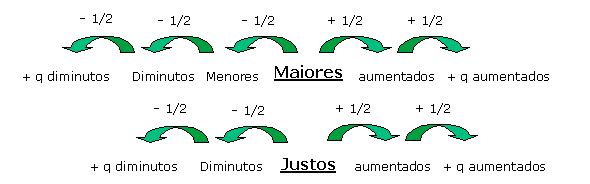 - 1/2 - 1/2 - 1/2 + 1/2 + 1/2
+ q diminutos Diminutos Menores Maiores aumentados + q aumentados
- 1/2 - 1/2 + 1/2 + 1/2
+ q diminutos Diminutos Justos aumentados + q aumentados